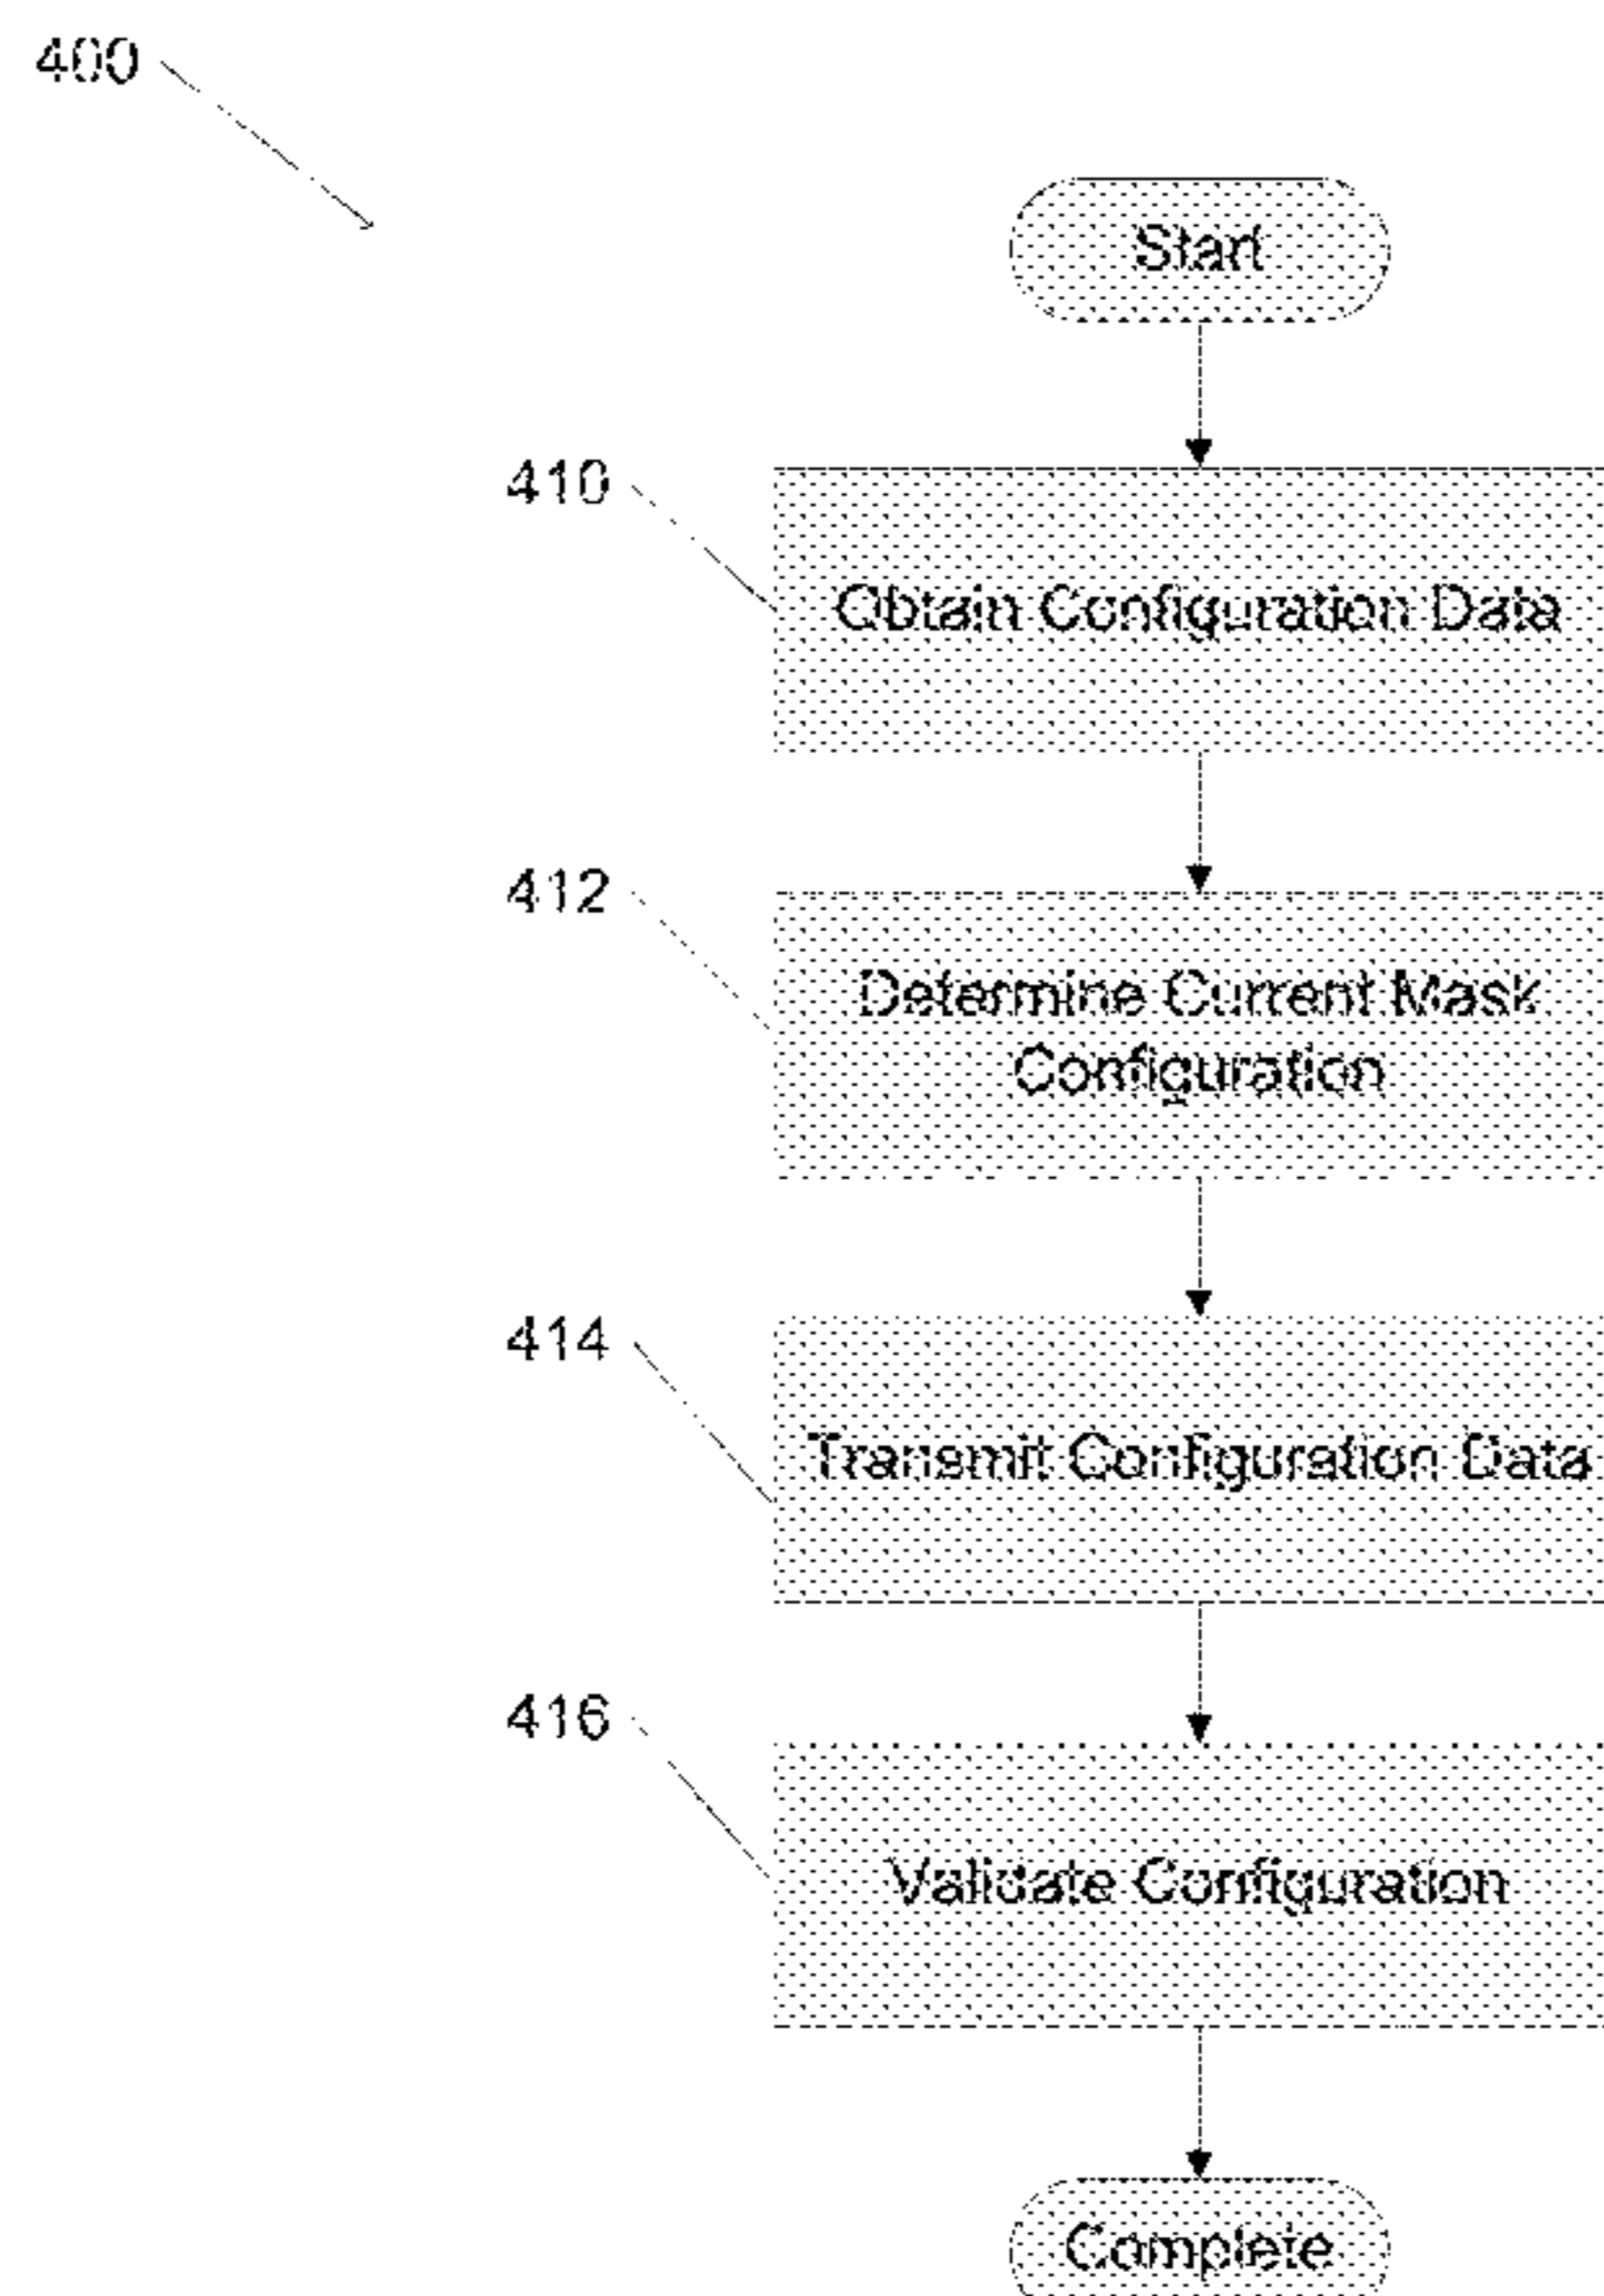 400
Start
410
Obtain Configuration Data
412
Determine Current Mask
Configuration
414
Transmit Configuration Data
416
Validate Configuration
Complete